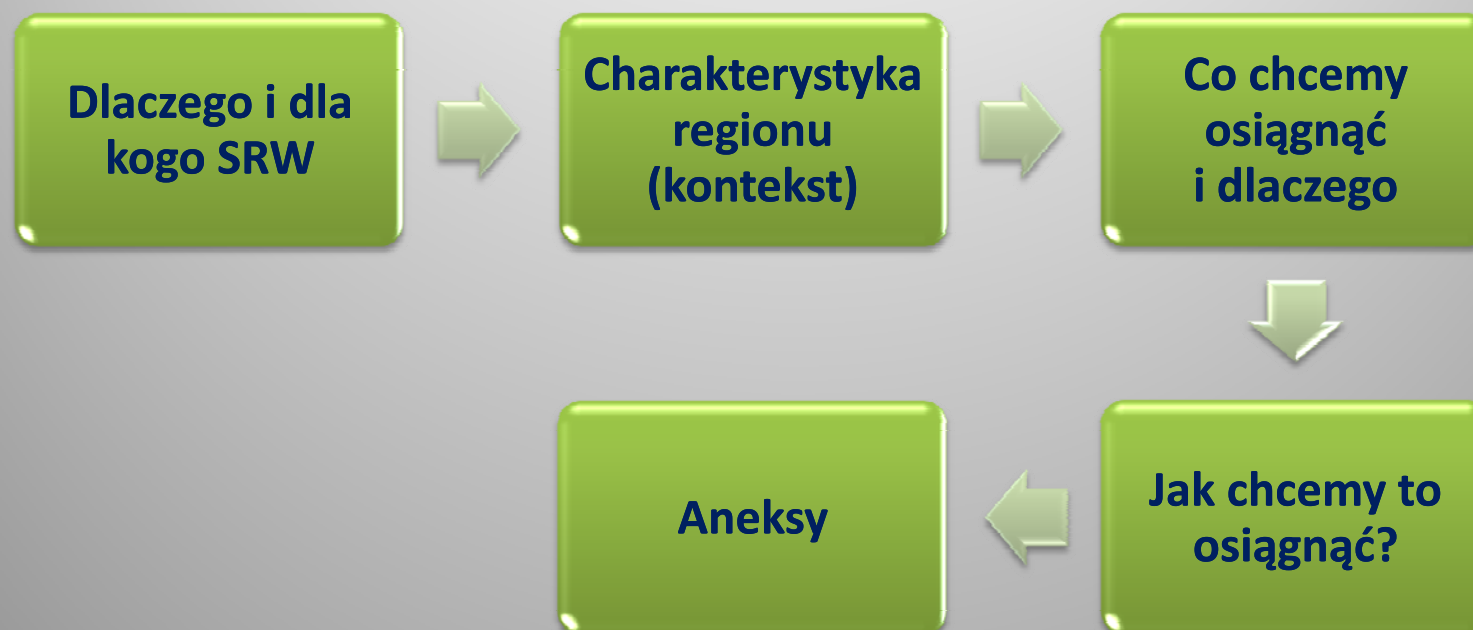 Dlaczego i dla
kogo SRW
Charakterystyka
regionu
(kontekst)
Co chcemy
osiągnąć
i dlaczego
Jak chcemy to
osiągnąć?
Aneksy